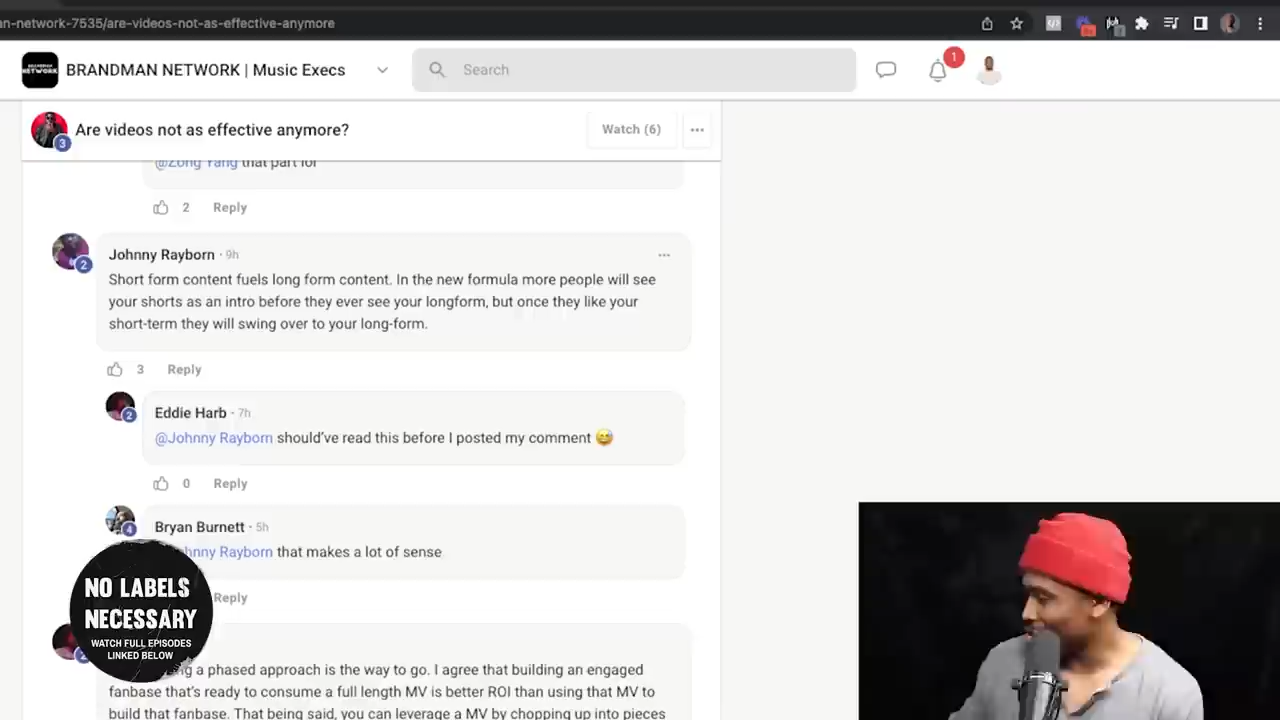 an-network-7535/are-videos-not-as-effective-anymore
BRANDMAN NETWORK | Music Execs
Search
1
Are videos not as effective anymore?
Watch (6)
3
@Zong Yang that part for
2 Reply
Johnny Rayborn · 9h
2
Short form content fuels long form content. In the new formula more people will see
your shorts as an intro before they ever see your longform, but once they like your
short-term they will swing over to your long-form.
3 Reply
Eddie Harb · 7h
2
@Johnny Rayborn should've read this before I posted my comment 😅
0 Reply
Bryan Burnett · 5h
4
hnny Rayborn that makes a lot of sense
Reply
NO LABELS
NECESSARY
WATCH FULL EPISODES
LINKED BELOW
g a phased approach is the way to go. I agree that building an engaged
fanbase that's ready to consume a full length MV is better ROI than using that MV to
build that fanbase. That being said, you can leverage a MV by chopping up into pieces